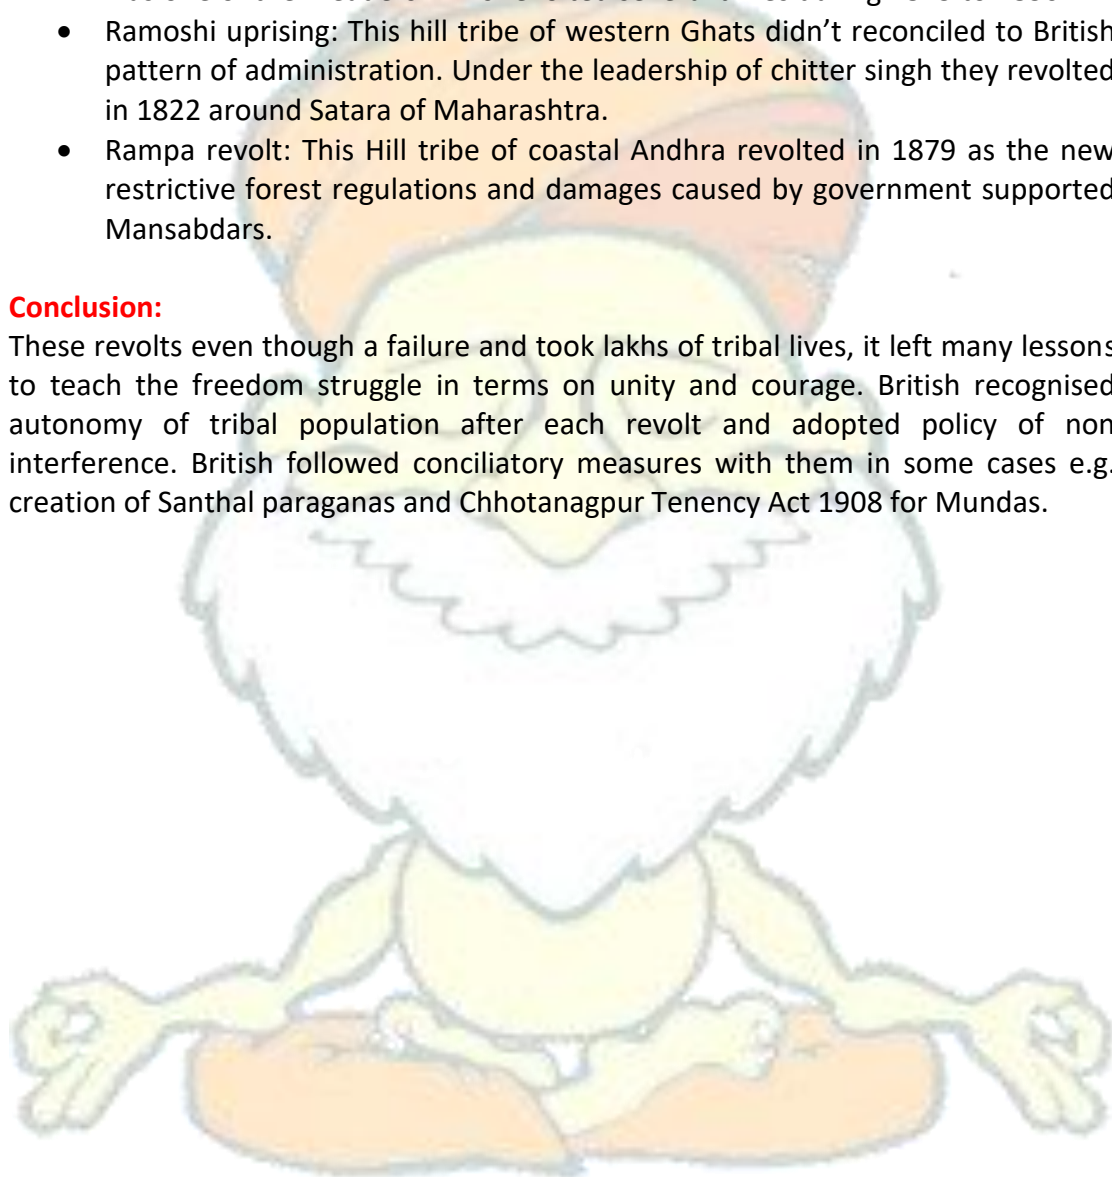 • Ramoshi uprising: This hill tribe of western Ghats didn’t reconciled to British
pattern of administration. Under the leadership of chitter singh they revolted
in 1822 around Satara of Maharashtra.
• Rampa revolt: This Hill tribe of coastal Andhra revolted in 1879 as the new
restrictive forest regulations and damages caused by government supported
Mansabdars.
Conclusion:
These revolts even though a failure and took lakhs of tribal lives, it left many lessons
to teach the freedom struggle in terms on unity and courage. British recognised
autonomy of tribal population after each revolt and adopted policy of non
interference. British followed conciliatory measures with them in some cases e.g.
creation of Santhal paraganas and Chhotanagpur Tenency Act 1908 for Mundas.